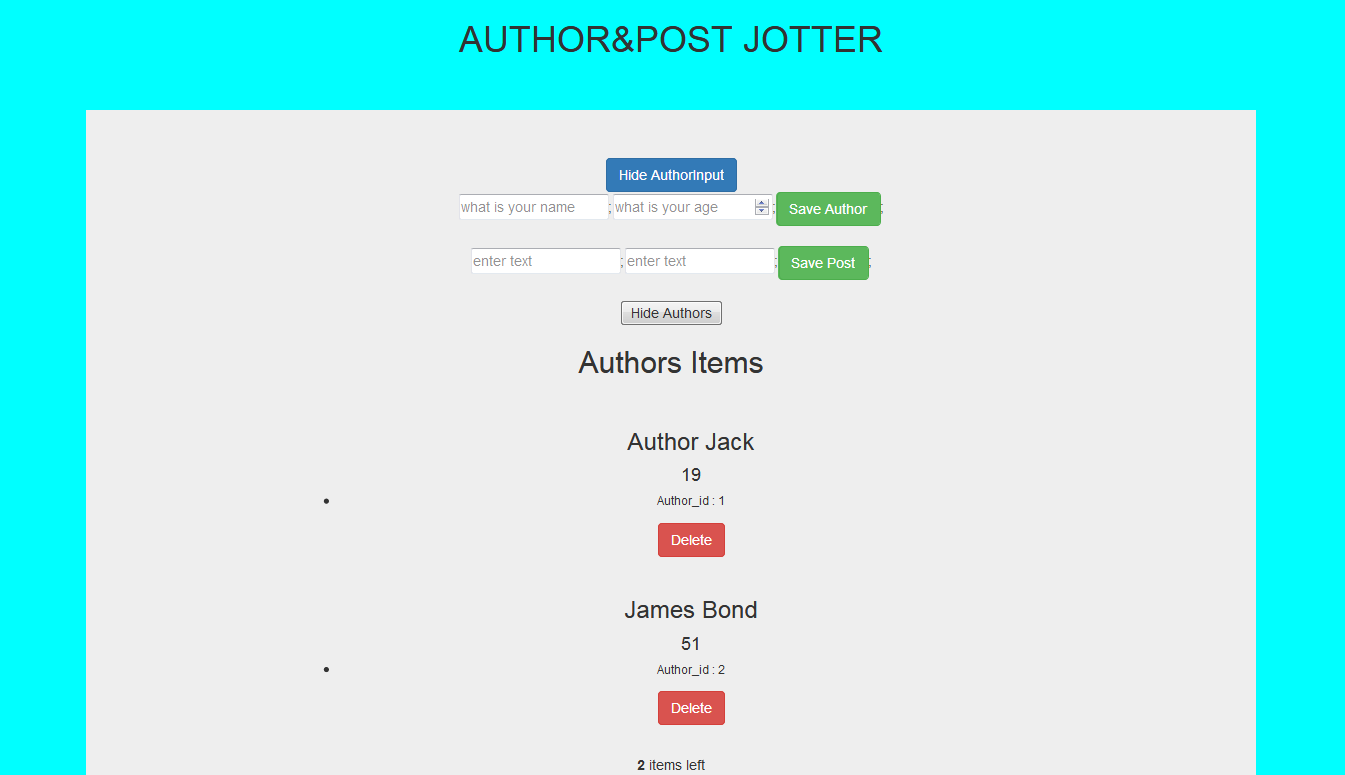 AUTHOR&POST JOTTER
Hide AuthorInput
what is your name; what is your age ; Save Author;
enter text ; enter text ; Save Post;
Hide Authors
Authors Items
Author Jack
19
• Author_id : 1
Delete
James Bond
51
• Author_id : 2
Delete
2 items left